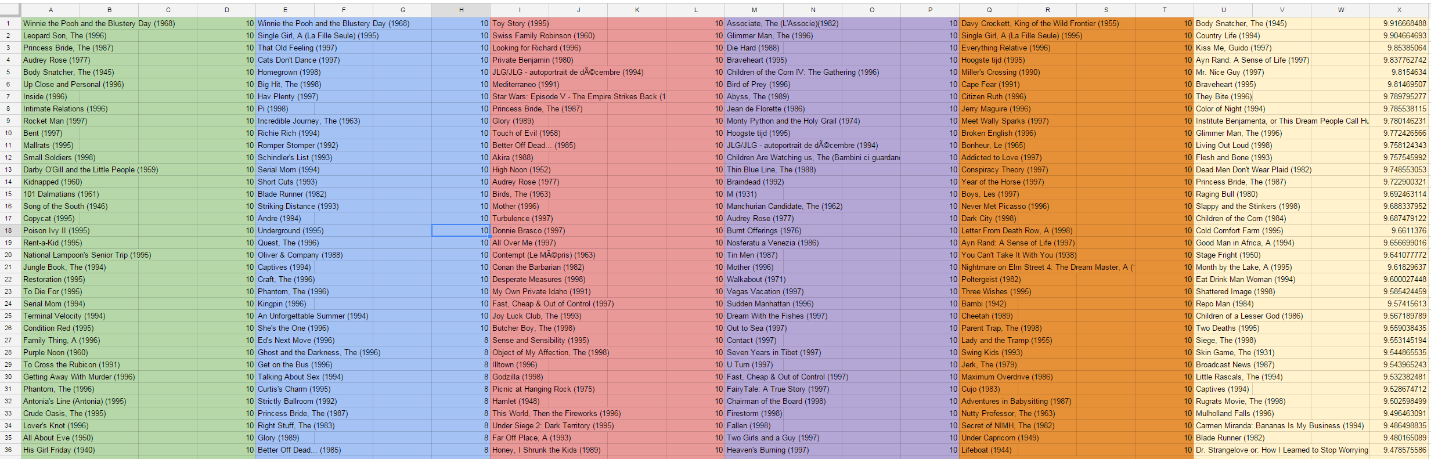 A B C D E F G H I J K L M N O P Q R S T U V W X
1 Winnie the Pooh and the Blustery Day (1968) 10 Winnie the Pooh and the Blustery Day (1968) 10 Toy Story (1995) 10 Associate, The (L'Associe)(1982) 10 Davy Crockett, King of the Wild Frontier (1955) 10 Body Snatcher, The (1945) 9.916668488
2 Leopard Son, The (1996) 10 Single Girl, A (La Fille Seule) (1995) 10 Swiss Family Robinson (1960) 10 Glimmer Man, The (1996) 10 Single Girl, A (La Fille Seule) (1995) 10 Country Life (1994) 9.904664693
3 Princess Bride, The (1987) 10 That Old Feeling (1997) 10 Looking for Richard (1996) 10 Die Hard (1988) 10 Everything Relative (1996) 10 Kiss Me, Guido (1997) 9.85385064
4 Audrey Rose (1977) 10 Cats Don't Dance (1997) 10 Private Benjamin (1980) 10 Braveheart (1995) 10 Hoogste tijd (1995) 10 Ayn Rand: A Sense of Life (1997) 9.837762742
5 Body Snatcher, The (1945) 10 Homegrown (1998) 10 JLG/JLG - autoportrait de dÃ©cembre (1994) 10 Children of the Corn IV: The Gathering (1996) 10 Miller's Crossing (1990) 10 Mr. Nice Guy (1997) 9.8154634
6 Up Close and Personal (1996) 10 Big Hit, The (1998) 10 Mediterraneo (1991) 10 Bird of Prey (1996) 10 Cape Fear (1991) 10 Braveheart (1995) 9.81469507
7 Inside (1996) 10 Hav Plenty (1997) 10 Star Wars: Episode V - The Empire Strikes Back (1 10 Abyss, The (1989) 10 Citizen Ruth (1996) 10 They Bite (1996) 9.789795277
8 Intimate Relations (1996) 10 Pi (1998) 10 Princess Bride, The (1987) 10 Jean de Florette (1986) 10 Jerry Maguire (1996) 10 Color of Night (1994) 9.785538115
9 Rocket Man (1997) 10 Incredible Journey, The (1963) 10 Glory (1989) 10 Monty Python and the Holy Grail (1974) 10 Meet Wally Sparks (1997) 10 Institute Benjamenta, or This Dream People Call Hu 9.780146231
10 Bent (1997) 10 Richie Rich (1994) 10 Touch of Evil (1958) 10 Hoogste tijd (1995) 10 Broken English (1996) 10 Glimmer Man, The (1996) 9.772426566
11 Mallrats (1995) 10 Romper Stomper (1992) 10 Better Off Dead... (1985) 10 JLG/JLG - autoportrait de dÃ©cembre (1994) 10 Bonheur, Le (1965) 10 Living Out Loud (1998) 9.758124343
12 Small Soldiers (1998) 10 Schindler's List (1993) 10 Akira (1988) 10 Children Are Watching us, The (Bambini ci guardano 10 Addicted to Love (1997) 10 Flesh and Bone (1993) 9.757545992
13 Darby O'Gill and the Little People (1959) 10 Serial Mom (1994) 10 High Noon (1952) 10 Thin Blue Line, The (1988) 10 Conspiracy Theory (1997) 10 Dead Men Don't Wear Plaid (1982) 9.748553053
14 Kidnapped (1960) 10 Short Cuts (1993) 10 Audrey Rose (1977) 10 Braindead (1992) 10 Year of the Horse (1997) 10 Princess Bride, The (1987) 9.722900321
15 101 Dalmatians (1961) 10 Blade Runner (1982) 10 Birds, The (1963) 10 M (1931) 10 Boys, Les (1997) 10 Raging Bull (1980) 9.692463114
16 Song of the South (1946) 10 Striking Distance (1993) 10 Mother (1996) 10 Manchurian Candidate, The (1962) 10 Never Met Picasso (1996) 10 Slappy and the Stinkers (1998) 9.688337952
17 Copycat (1995) 10 Andre (1994) 10 Turbulence (1997) 10 Audrey Rose (1977) 10 Dark City (1998) 10 Children of the Corn (1984) 9.687479122
18 Poison Ivy II (1995) 10 Underground (1995) 10 Donnie Brasco (1997) 10 Burnt Offerings (1976) 10 Letter From Death Row, A (1998) 10 Cold Comfort Farm (1995) 9.6611376
19 Rent-a-Kid (1995) 10 Quest, The (1996) 10 All Over Me (1997) 10 Nosferatu a Venezia (1986) 10 Ayn Rand: A Sense of Life (1997) 10 Good Man in Africa, A (1994) 9.656699016
20 National Lampoon's Senior Trip (1995) 10 Oliver & Company (1988) 10 Contempt (Le MÃ©pris) (1963) 10 Tin Men (1987) 10 You Can't Take It With You (1938) 10 Stage Fright (1950) 9.641077772
21 Jungle Book, The (1994) 10 Captives (1994) 10 Conan the Barbarian (1982) 10 Mother (1996) 10 Nightmare on Elm Street 4: The Dream Master, A ( 10 Month by the Lake, A (1995) 9.61829637
22 Restoration (1995) 10 Craft, The (1996) 10 Desperate Measures (1998) 10 Walkabout (1971) 10 Poltergeist (1982) 10 Eat Drink Man Woman (1994) 9.600027448
23 To Die For (1995) 10 Phantom, The (1996) 10 My Own Private Idaho (1991) 10 Vegas Vacation (1997) 10 Three Wishes (1995) 10 Shattered Image (1998) 9.585424459
24 Serial Mom (1994) 10 Kingpin (1996) 10 Fast, Cheap & Out of Control (1997) 10 Sudden Manhattan (1996) 10 Bambi (1942) 10 Repo Man (1984) 9.57415613
25 Terminal Velocity (1994) 10 An Unforgettable Summer (1994) 10 Joy Luck Club, The (1993) 10 Dream With the Fishes (1997) 10 Cheetah (1989) 10 Children of a Lesser God (1986) 9.567189789
26 Condition Red (1995) 10 She's the One (1996) 10 Butcher Boy, The (1998) 10 Out to Sea (1997) 10 Parent Trap, The (1998) 10 Two Deaths (1995) 9.559038435
27 Family Thing, A (1996) 10 Ed's Next Move (1996) 8 Sense and Sensibility (1995) 10 Contact (1997) 10 Lady and the Tramp (1955) 10 Siege, The (1998) 9.553145194
28 Purple Noon (1960) 10 Ghost and the Darkness, The (1996) 8 Object of My Affection, The (1998) 10 Seven Years in Tibet (1997) 10 Swing Kids (1993) 10 Skin Game, The (1931) 9.544865535
29 To Cross the Rubicon (1991) 10 Get on the Bus (1996) 8 Illtown (1996) 10 U Turn (1997) 10 Jerk, The (1979) 10 Broadcast News (1987) 9.543965243
30 Getting Away With Murder (1996) 10 Talking About Sex (1994) 8 Godzilla (1998) 10 Fast, Cheap & Out of Control (1997) 10 Maximum Overdrive (1986) 10 Little Rascals, The (1994) 9.532382481
31 Phantom, The (1996) 10 Curtis's Charm (1995) 8 Picnic at Hanging Rock (1975) 10 FairyTale: A True Story (1997) 10 Cujo (1983) 10 Captives (1994) 9.528674712
32 Antonia's Line (Antonia) (1995) 10 Strictly Ballroom (1992) 8 Hamlet (1948) 10 Chairman of the Board (1998) 10 Adventures in Babysitting (1987) 10 Rugrats Movie, The (1998) 9.502598499
33 Crude Oasis, The (1995) 10 Princess Bride, The (1987) 8 This World, Then the Fireworks (1996) 10 Firestorm (1998) 10 Nutty Professor, The (1963) 10 Mulholland Falls (1996) 9.496463091
34 Lover's Knot (1996) 10 Right Stuff, The (1983) 8 Under Siege 2: Dark Territory (1995) 10 Fallen (1998) 10 Secret of NIMH, The (1982) 10 Carmen Miranda: Bananas Is My Business (1994) 9.486498835
35 All About Eve (1950) 10 Glory (1989) 8 Far Off Place, A (1993) 10 Two Girls and a Guy (1997) 10 Under Capricorn (1949) 10 Blade Runner (1982) 9.480165089
36 His Girl Friday (1940) 10 Better Off Dead... (1985) 8 Honey, I Shrunk the Kids (1989) 10 Heaven's Burning (1997) 10 Lifeboat (1944) 10 Dr. Strangelove or: How I Learned to Stop Worrying 9.478575586